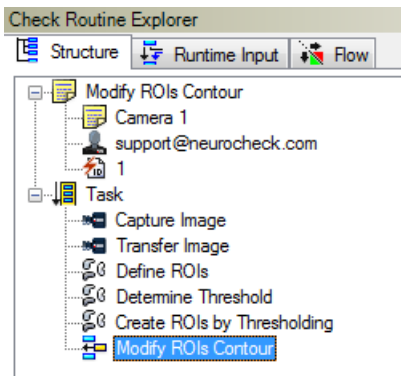 Check Routine Explorer
Structure Runtime Input Flow
Modify ROIs Contour
Camera 1
support@neurocheck.com
ID 1
Task
Capture Image
Transfer Image
Define ROIs
Determine Threshold
Create ROIs by Thresholding
Modify ROIs Contour